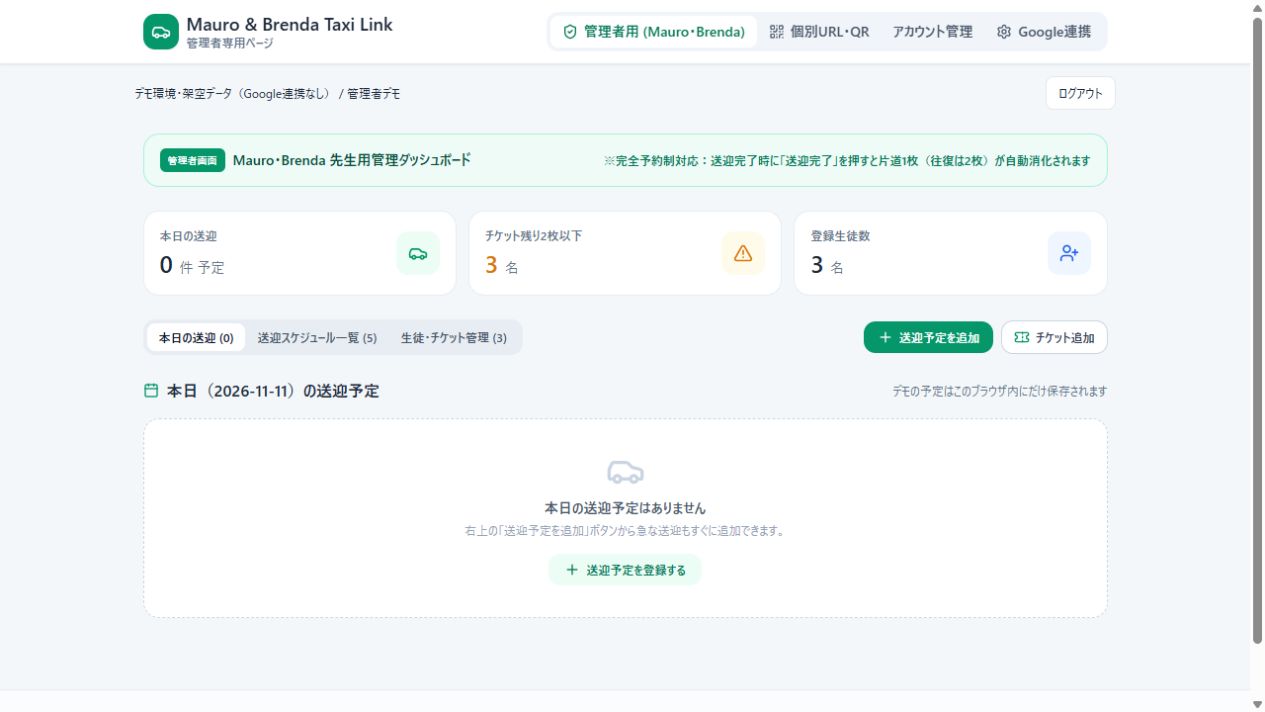 Mauro & Brenda Taxi Link
管理者専用ページ
管理者用 (Mauro・Brenda)
個別URL・QR
アカウント管理
Google連携
デモ環境・架空データ（Google連携なし） / 管理者デモ
ログアウト
管理者画面
Mauro・Brenda 先生用管理ダッシュボード
※完全予約制対応：送迎完了時に「送迎完了」を押すと片道1枚（往復は2枚）が自動消化されます
本日の送迎
0 件 予定
チケット残り2枚以下
3 名
登録生徒数
3 名
本日の送迎 (0)
送迎スケジュール一覧 (5)
生徒・チケット管理 (3)
送迎予定を追加
チケット追加
本日（2026-11-11）の送迎予定
デモの予定はこのブラウザ内にだけ保存されます
本日の送迎予定はありません
右上の「送迎予定を追加」ボタンから急な送迎もすぐに追加できます。
送迎予定を登録する